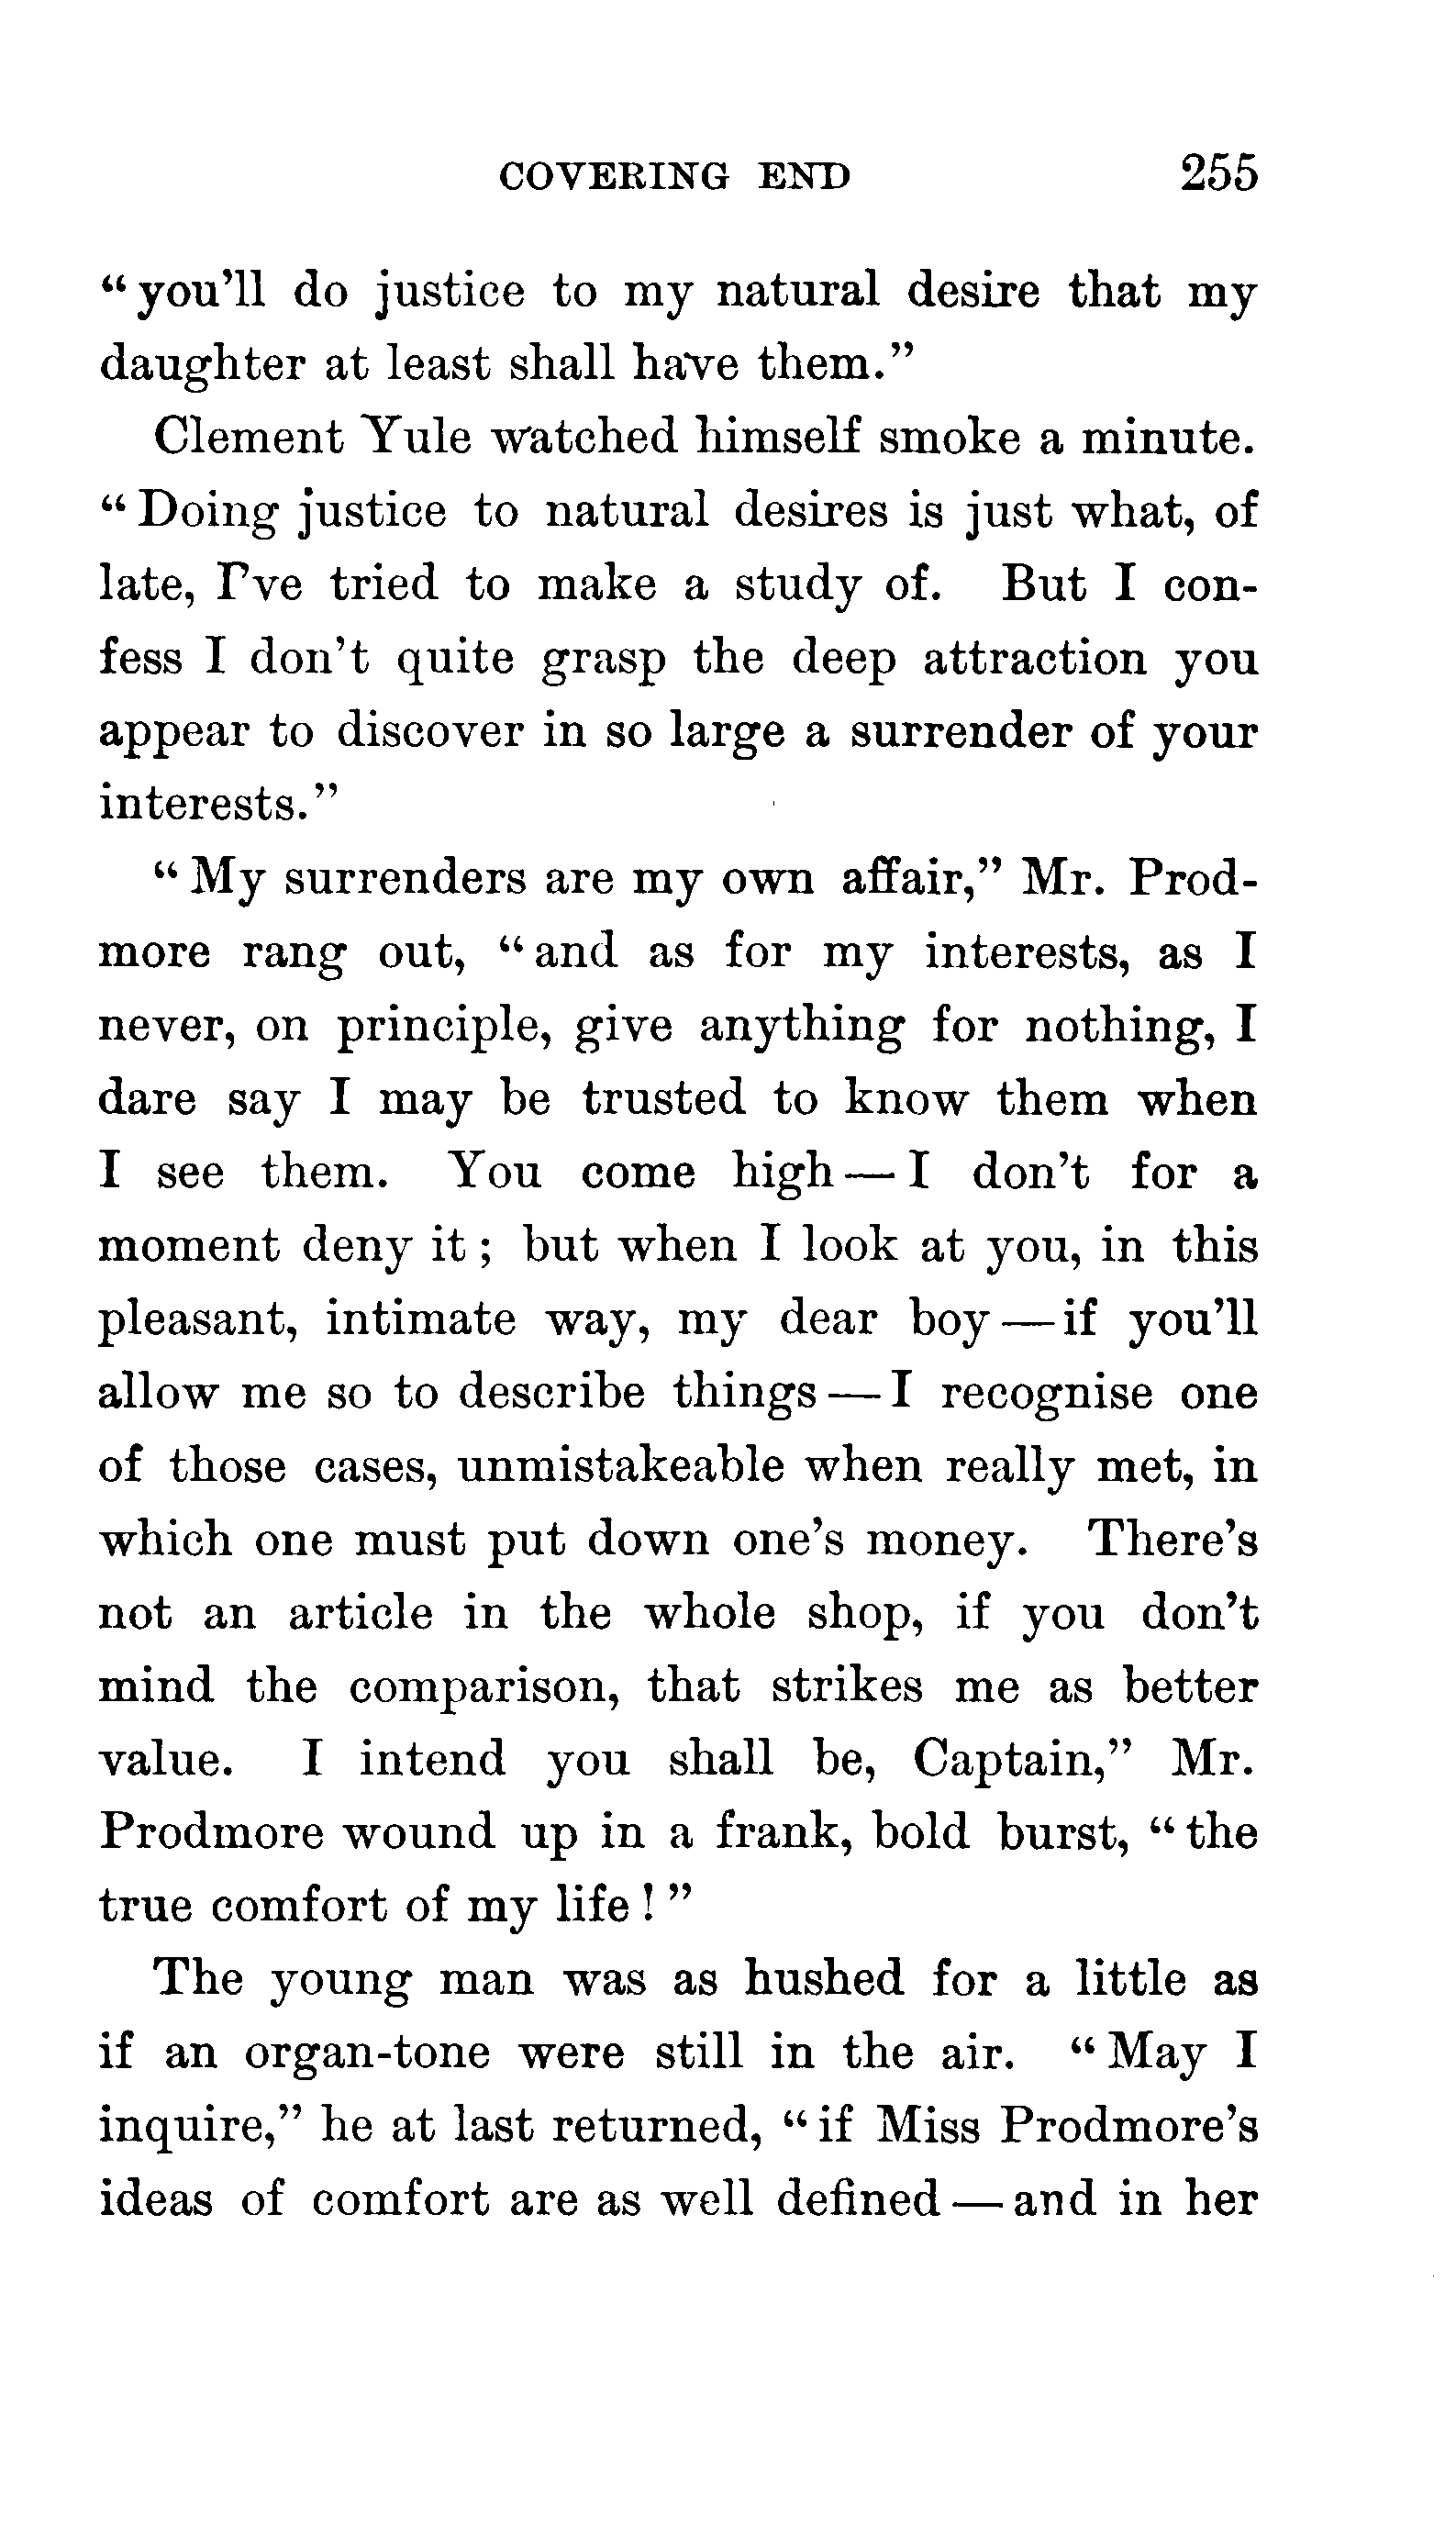 COVERING END 255
“you’ll do justice to my natural desire that my
daughter at least shall have them.”
Clement Yule watched himself smoke a minute.
“Doing justice to natural desires is just what, of
late, I’ve tried to make a study of. But I con-
fess I don’t quite grasp the deep attraction you
appear to discover in so large a surrender of your
interests.”
“My surrenders are my own affair,” Mr. Prod-
more rang out, “and as for my interests, as I
never, on principle, give anything for nothing, I
dare say I may be trusted to know them when
I see them. You come high — I don’t for a
moment deny it; but when I look at you, in this
pleasant, intimate way, my dear boy — if you’ll
allow me so to describe things — I recognise one
of those cases, unmistakeable when really met, in
which one must put down one’s money. There’s
not an article in the whole shop, if you don’t
mind the comparison, that strikes me as better
value. I intend you shall be, Captain,” Mr.
Prodmore wound up in a frank, bold burst, “the
true comfort of my life!”
The young man was as hushed for a little as
if an organ-tone were still in the air. “May I
inquire,” he at last returned, “if Miss Prodmore’s
ideas of comfort are as well defined — and in her